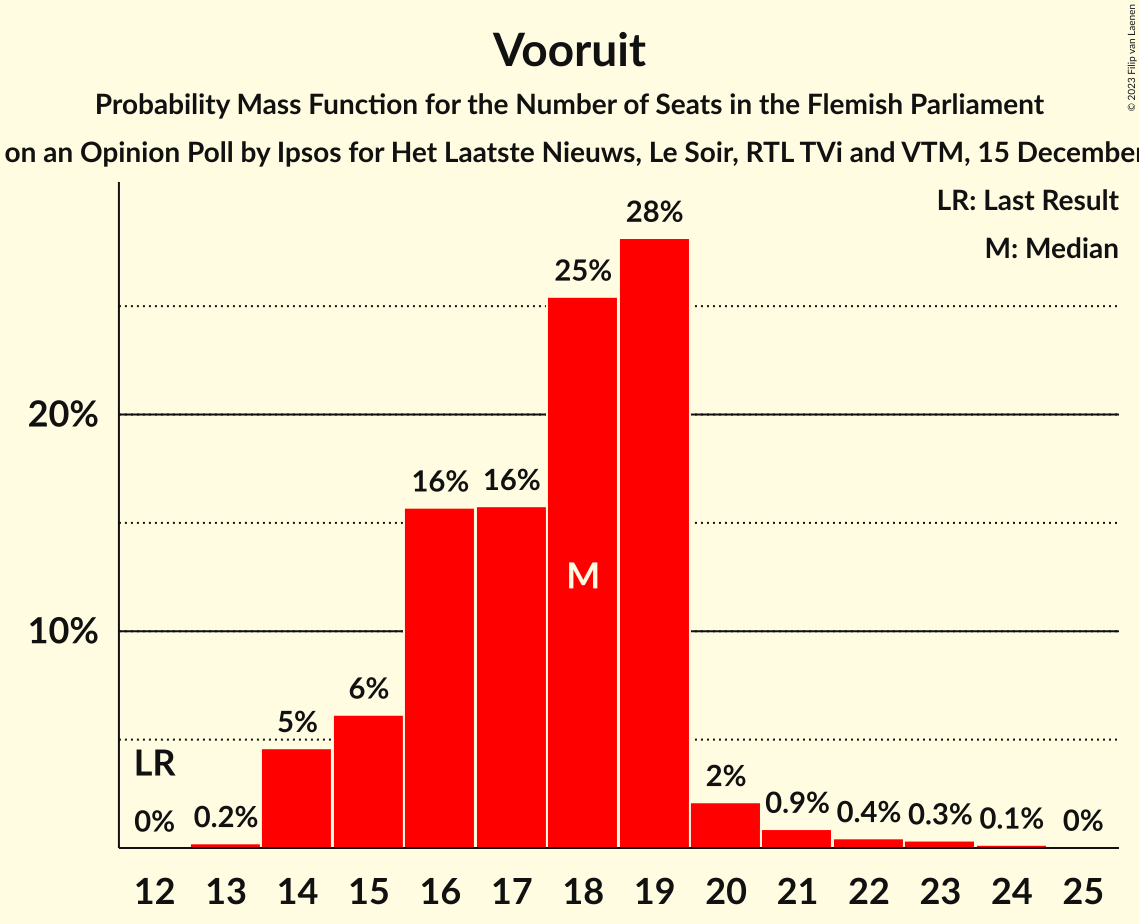 Vooruit
Probability Mass Function for the Number of Seats in the Flemish Parliament
on an Opinion Poll by Ipsos for Het Laatste Nieuws, Le Soir, RTL TVi and VTM, 15 December
© 2023 Filip van Laenen
LR: Last Result
M: Median
28%
25%
20%
16% 16%
M
10%
6%
5%
LR
2%
0% 0.2% 0.9% 0.4% 0.3% 0.1% 0%
12 13 14 15 16 17 18 19 20 21 22 23 24 25